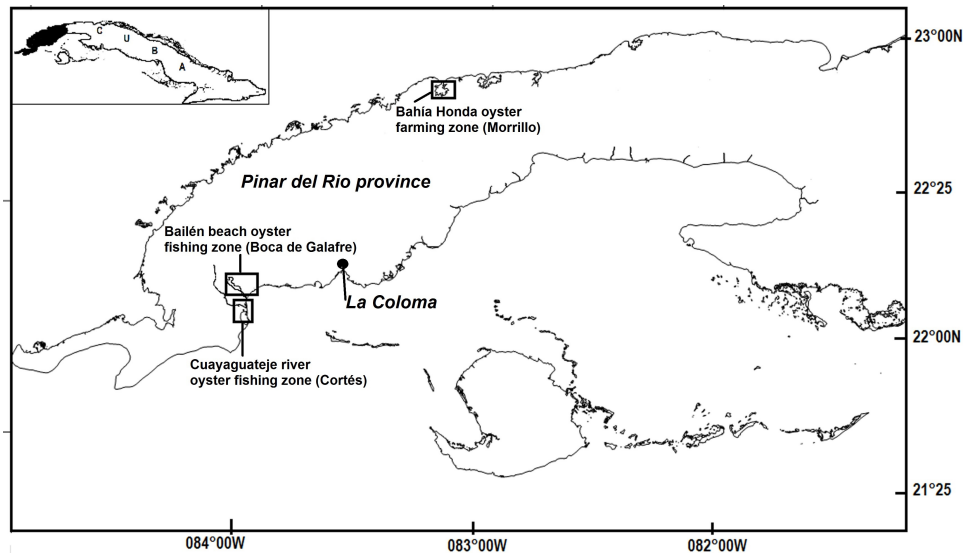 C
U
B
A
23°00N
Bahía Honda oyster
farming zone (Morrillo)
Pinar del Rio province
22°25N
Bailén beach oyster
fishing zone (Boca de Galafre)
La Coloma
22°00N
Cuayaguateje river
oyster fishing zone (Cortés)
21°25N
084°00W
083°00W
082°00W